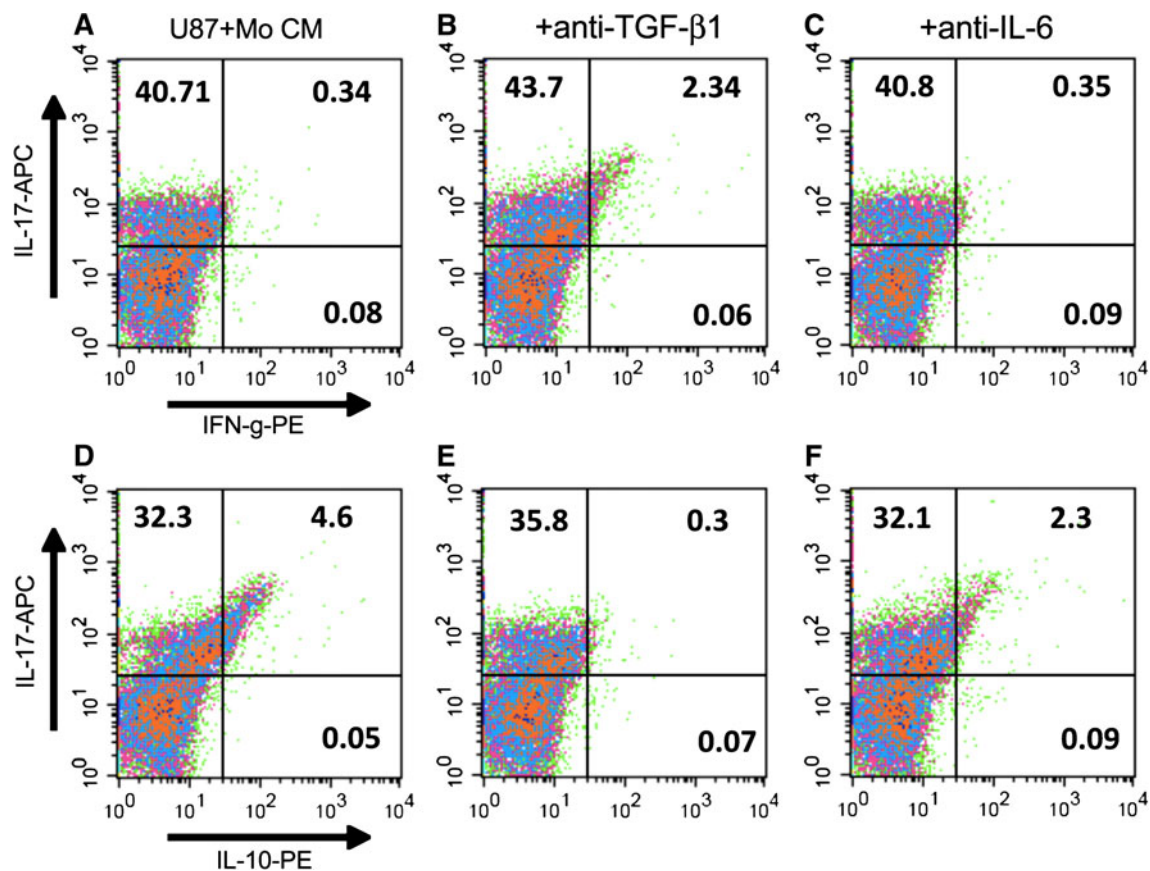 A U87+Mo CM
B +anti-TGF-β1
C +anti-IL-6
IL-17-APC
10⁴
10³
10²
10¹
10⁰
40.71 0.34
0.08
10⁰ 10¹ 10² 10³ 10⁴
IFN-g-PE
10⁴
10³
10²
10¹
10⁰
43.7 2.34
0.06
10⁰ 10¹ 10² 10³ 10⁴
10⁴
10³
10²
10¹
10⁰
40.8 0.35
0.09
10⁰ 10¹ 10² 10³ 10⁴
D
IL-17-APC
10⁴
10³
10²
10¹
10⁰
32.3 4.6
0.05
10⁰ 10¹ 10² 10³ 10⁴
IL-10-PE
E
10⁴
10³
10²
10¹
10⁰
35.8 0.3
0.07
10⁰ 10¹ 10² 10³ 10⁴
F
10⁴
10³
10²
10¹
10⁰
32.1 2.3
0.09
10⁰ 10¹ 10² 10³ 10⁴